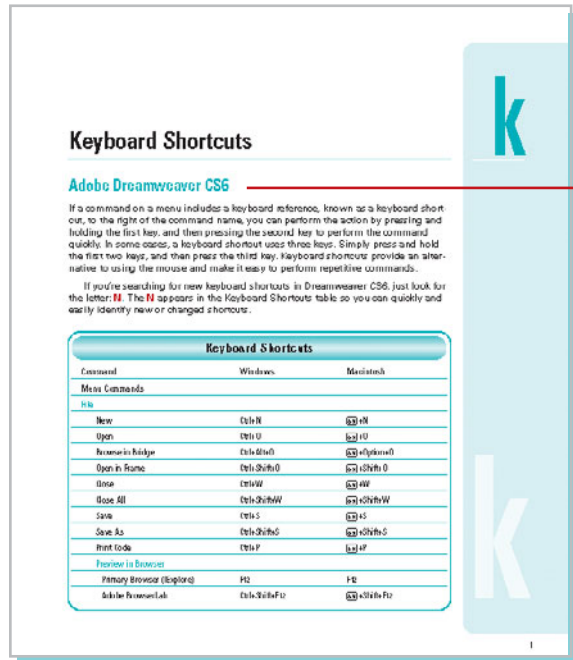 k
Keyboard Shortcuts
Adobe Dreamweaver CS6
If a command on a menu includes a keyboard reference, known as a keyboard short-
cut, to the right of the command name, you can perform the action by pressing and
holding the first key, and then pressing the second key to perform the command
quickly. In some cases, a keyboard shortcut uses three keys. Simply press and hold
the first two keys, and then press the third key. Keyboard shortcuts provide an alter-
native to using the mouse and make it easy to perform repetitive commands.
If you're searching for new keyboard shortcuts in Dreamweaver CS6, just look for
the letter: N. The N appears in the Keyboard Shortcuts table so you can quickly and
easily identify new or changed shortcuts.
Keyboard Shortcuts
Command Windows Macintosh
Menu Commands
File
New Ctrl+N +N
Open Ctrl+O +O
Browse in Bridge Ctrl+Alt+O +Option+O
Open in Frame Ctrl+Shift+O +Shift+O
Close Ctrl+W +W
Close All Ctrl+Shift+W +Shift+W
Save Ctrl+S +S
Save As Ctrl+Shift+S +Shift+S
Print Code Ctrl+P +P
Preview in Browser
Primary Browser (iExplore) F12 F12
Adobe BrowserLab Ctrl+Shift+F12 +Shift+F12
k
1